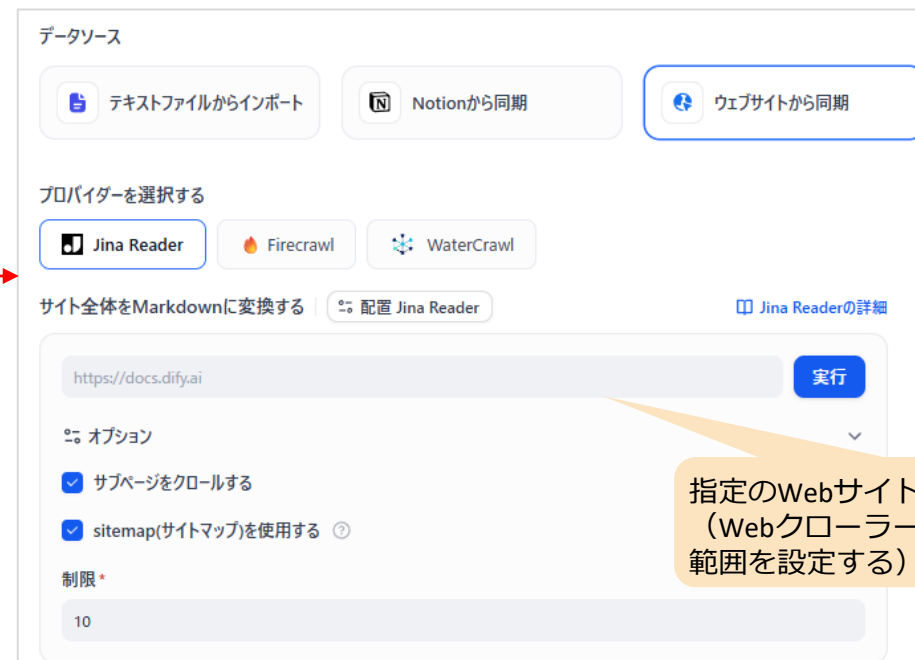 データソース
テキストファイルからインポート
Notionから同期
ウェブサイトから同期
プロバイダーを選択する
Jina Reader
Firecrawl
WaterCrawl
サイト全体をMarkdownに変換する
配置 Jina Reader
Jina Readerの詳細
https://docs.dify.ai
実行
オプション
サブページをクロールする
sitemap(サイトマップ)を使用する
制限*
10
指定のWebサイト
（Webクローラー
範囲を設定する）